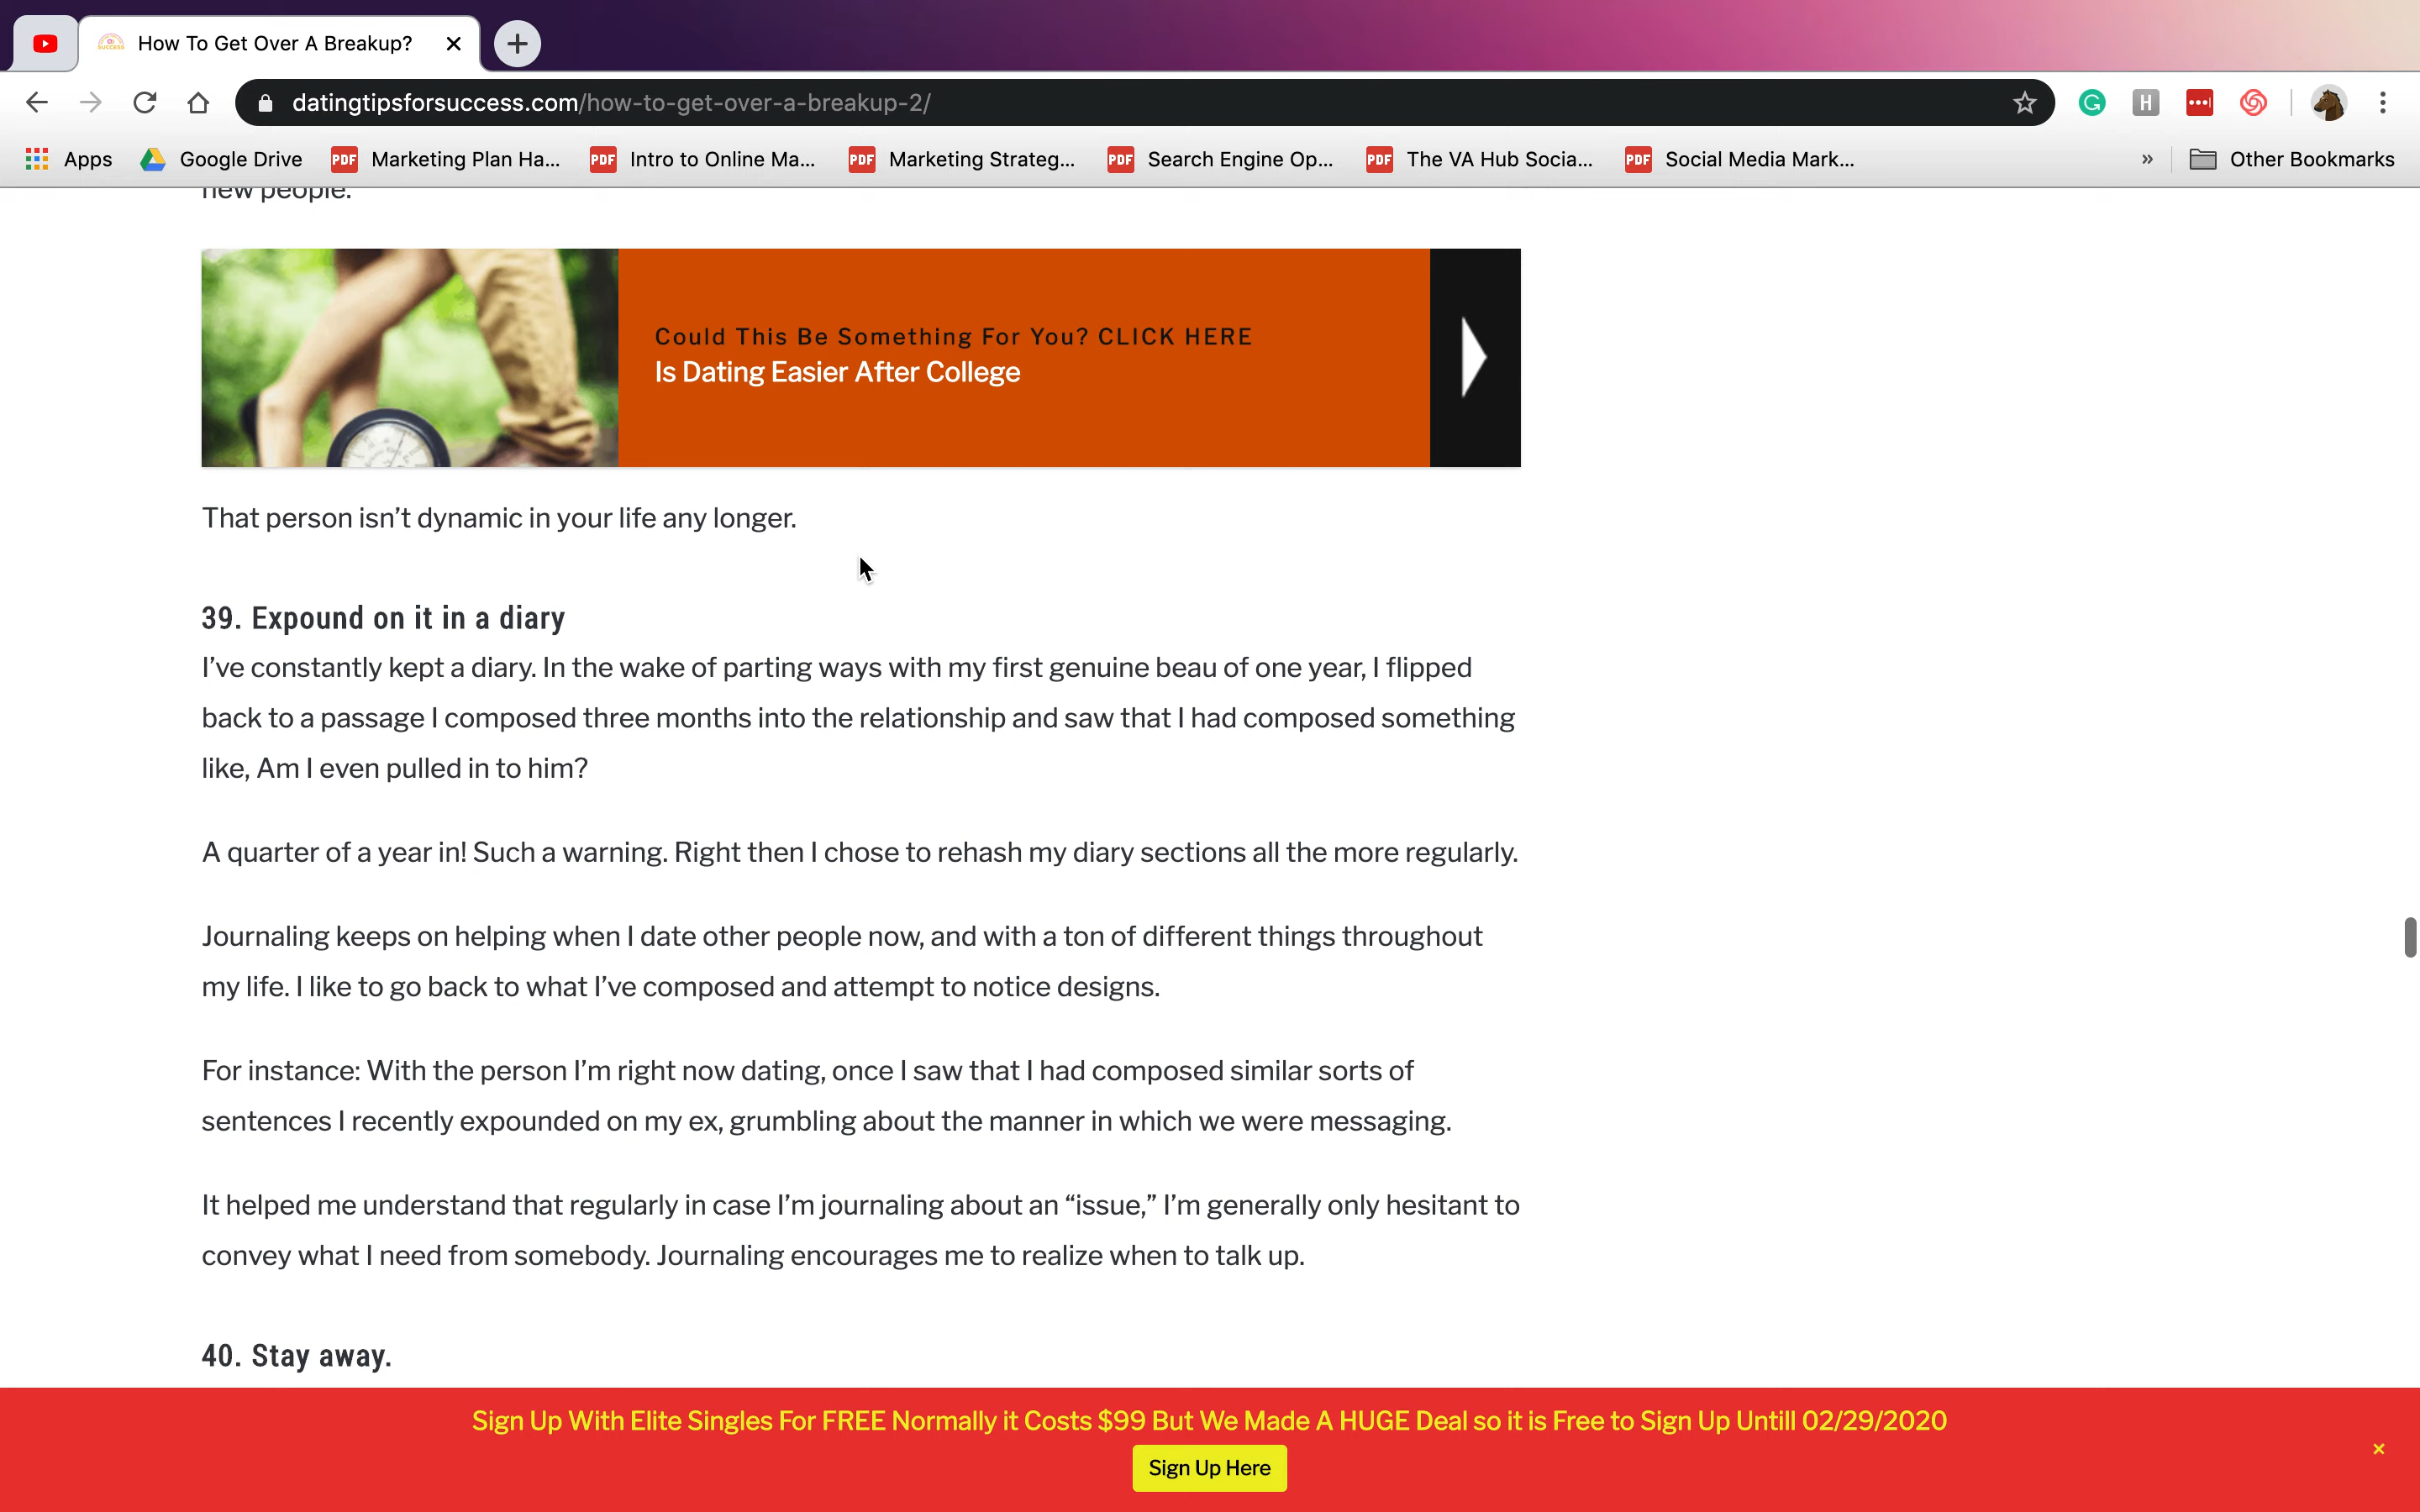 How To Get Over A Breakup?
datingtipsforsuccess.com/how-to-get-over-a-breakup-2/
Apps Google Drive PDF Marketing Plan Ha... PDF Intro to Online Ma... PDF Marketing Strateg... PDF Search Engine Op... PDF The VA Hub Socia... PDF Social Media Mark... » Other Bookmarks
new people.
Could This Be Something For You? CLICK HERE
Is Dating Easier After College
That person isn’t dynamic in your life any longer.
39. Expound on it in a diary
I’ve constantly kept a diary. In the wake of parting ways with my first genuine beau of one year, I flipped
back to a passage I composed three months into the relationship and saw that I had composed something
like, Am I even pulled in to him?
A quarter of a year in! Such a warning. Right then I chose to rehash my diary sections all the more regularly.
Journaling keeps on helping when I date other people now, and with a ton of different things throughout
my life. I like to go back to what I’ve composed and attempt to notice designs.
For instance: With the person I’m right now dating, once I saw that I had composed similar sorts of
sentences I recently expounded on my ex, grumbling about the manner in which we were messaging.
It helped me understand that regularly in case I’m journaling about an “issue,” I’m generally only hesitant to
convey what I need from somebody. Journaling encourages me to realize when to talk up.
40. Stay away.
Sign Up With Elite Singles For FREE Normally it Costs $99 But We Made A HUGE Deal so it is Free to Sign Up Untill 02/29/2020
Sign Up Here